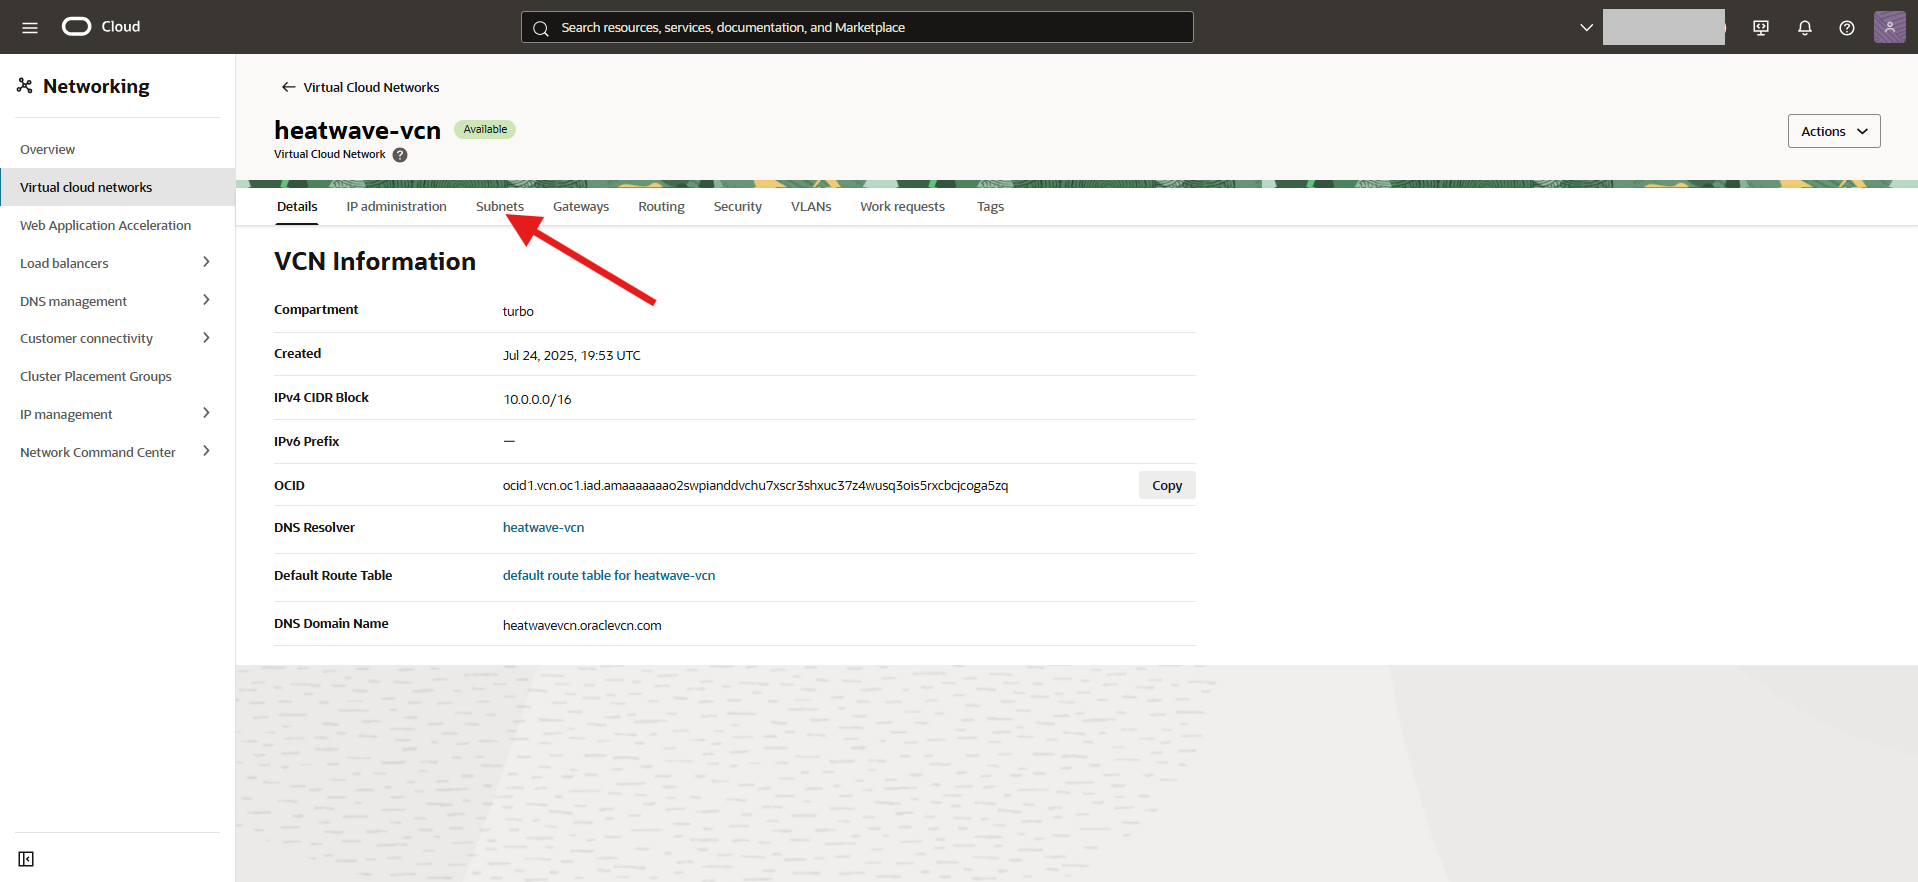 Cloud
Search resources, services, documentation, and Marketplace
Networking
Overview
Virtual cloud networks
Web Application Acceleration
Load balancers
DNS management
Customer connectivity
Cluster Placement Groups
IP management
Network Command Center
Virtual Cloud Networks
heatwave-vcn Available
Virtual Cloud Network ?
Actions
Details IP administration Subnets Gateways Routing Security VLANs Work requests Tags
VCN Information
Compartment turbo
Created Jul 24, 2025, 19:53 UTC
IPv4 CIDR Block 10.0.0.0/16
IPv6 Prefix —
OCID ocid1.vcn.oc1.iad.amaaaaaaao2swpianddvchu7xscr3shxuc37z4wusq3ois5rxcbcjcoga5zq Copy
DNS Resolver heatwave-vcn
Default Route Table default route table for heatwave-vcn
DNS Domain Name heatwavevcn.oraclevcn.com